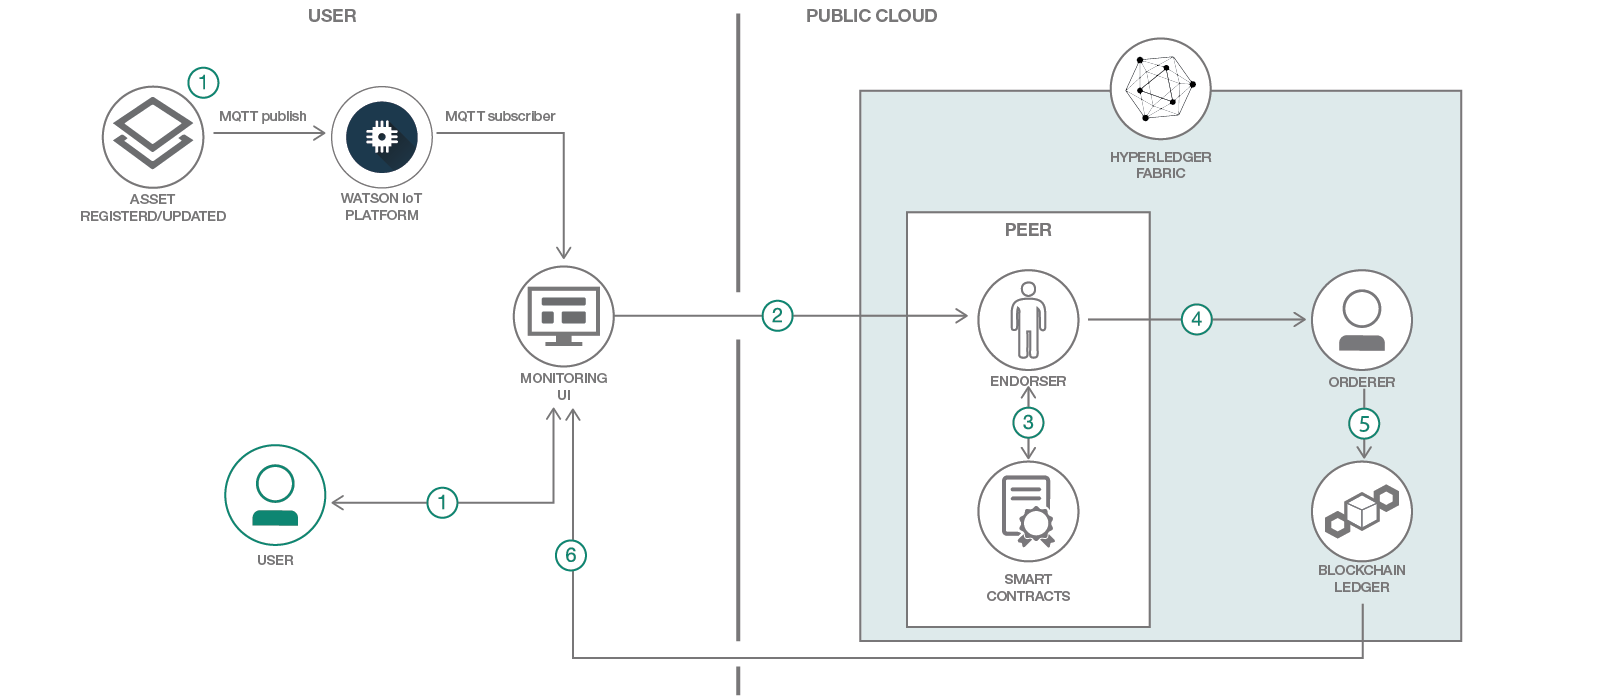 USER
PUBLIC CLOUD
1
MQTT publish
MQTT subscriber
ASSET
REGISTERD/UPDATED
WATSON IoT
PLATFORM
HYPERLEDGER
FABRIC
PEER
2
4
MONITORING
UI
ENDORSER
ORDERER
3
5
1
6
USER
SMART
CONTRACTS
BLOCKCHAIN
LEDGER